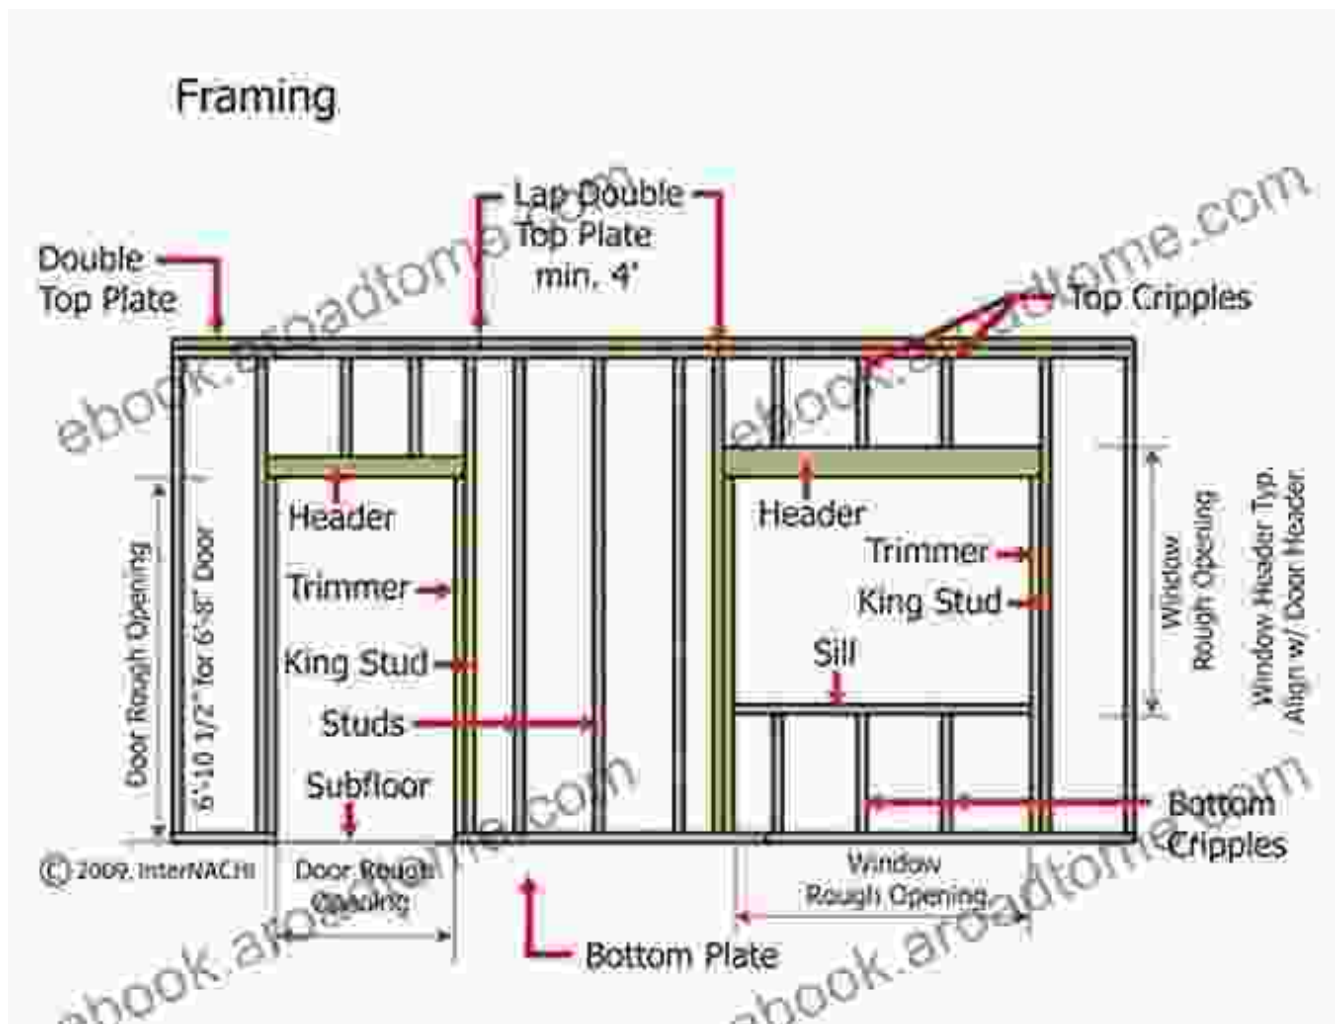 Framing
Lap Double
Top Plate
min. 4'
Double
Top Plate
Top Cripples
Header
Header
Trimmer
King Stud
Trimmer
King Stud
Sill
Studs
Subfloor
Door Rough Opening
6'-10 1/2" for 6'-8" Door
Window
Rough Opening
Window Header Typ.
Align w/ Door Header.
Bottom
Cripples
© 2009, InterNACHI
Door Rough
Opening
Window
Rough Opening
Bottom Plate
ebook.aroadtome.com
ebook.aroadtome.com
ebook.aroadtome.com
ebook.aroadtome.com